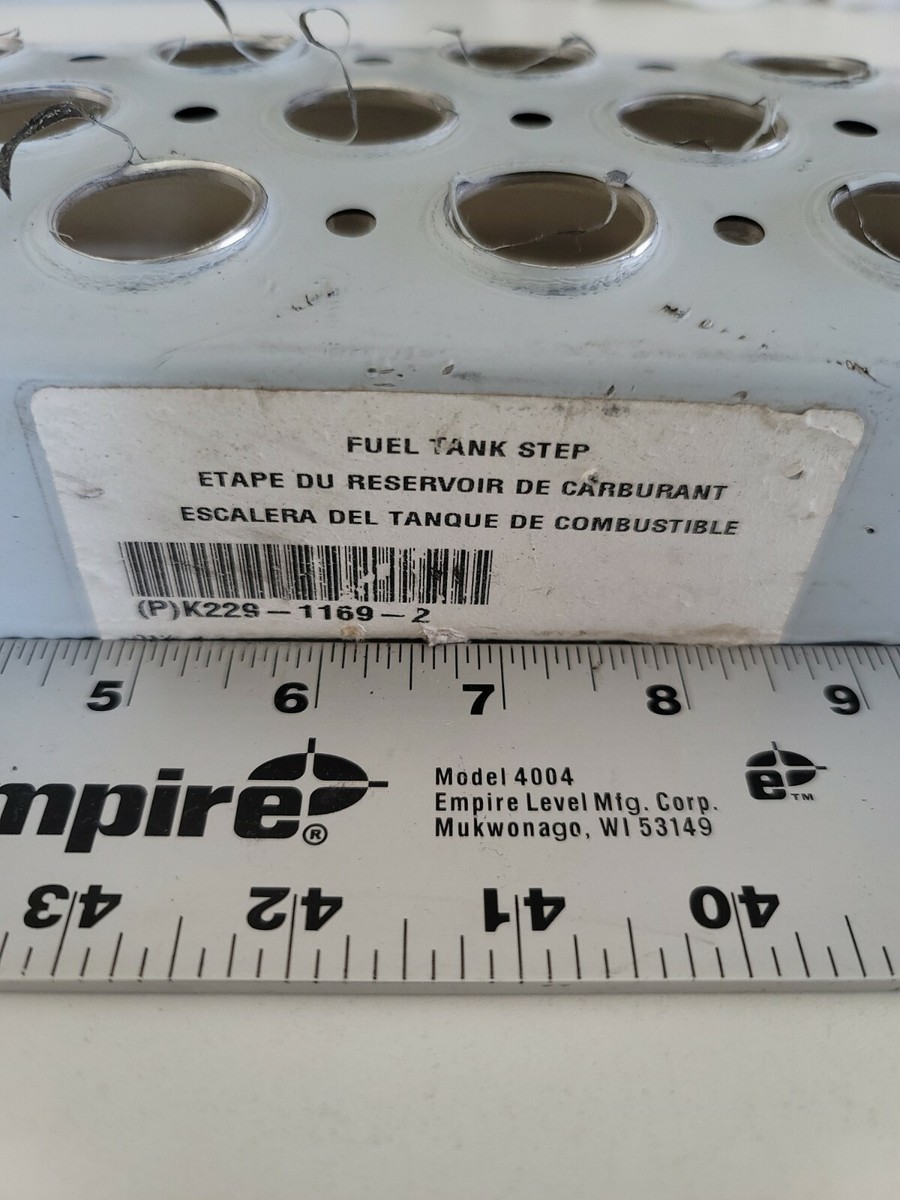 FUEL TANK STEP
ETAPE DU RESERVOIR DE CARBURANT
ESCALERA DEL TANQUE DE COMBUSTIBLE
(P)K229-1169-2
5 6 7 8 9
mpire®
Model 4004
Empire Level Mfg. Corp.
Mukwonago, WI 53149
e™
43 42 41 40